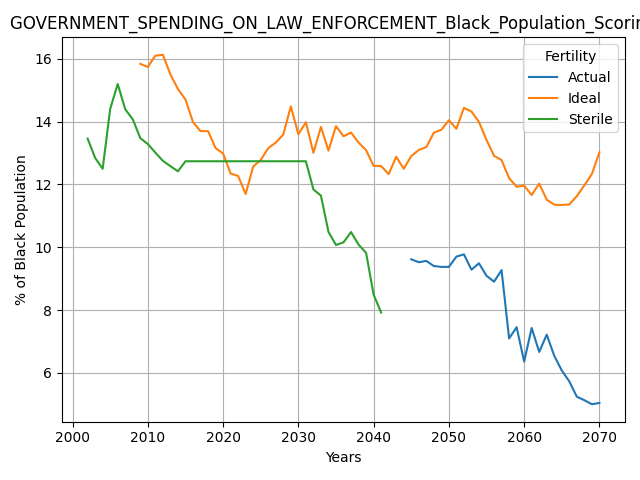 GOVERNMENT_SPENDING_ON_LAW_ENFORCEMENT_Black_Population_Scorin
Fertility
Actual
Ideal
Sterile
% of Black Population
16
14
12
10
8
6
2000 2010 2020 2030 2040 2050 2060 2070
Years